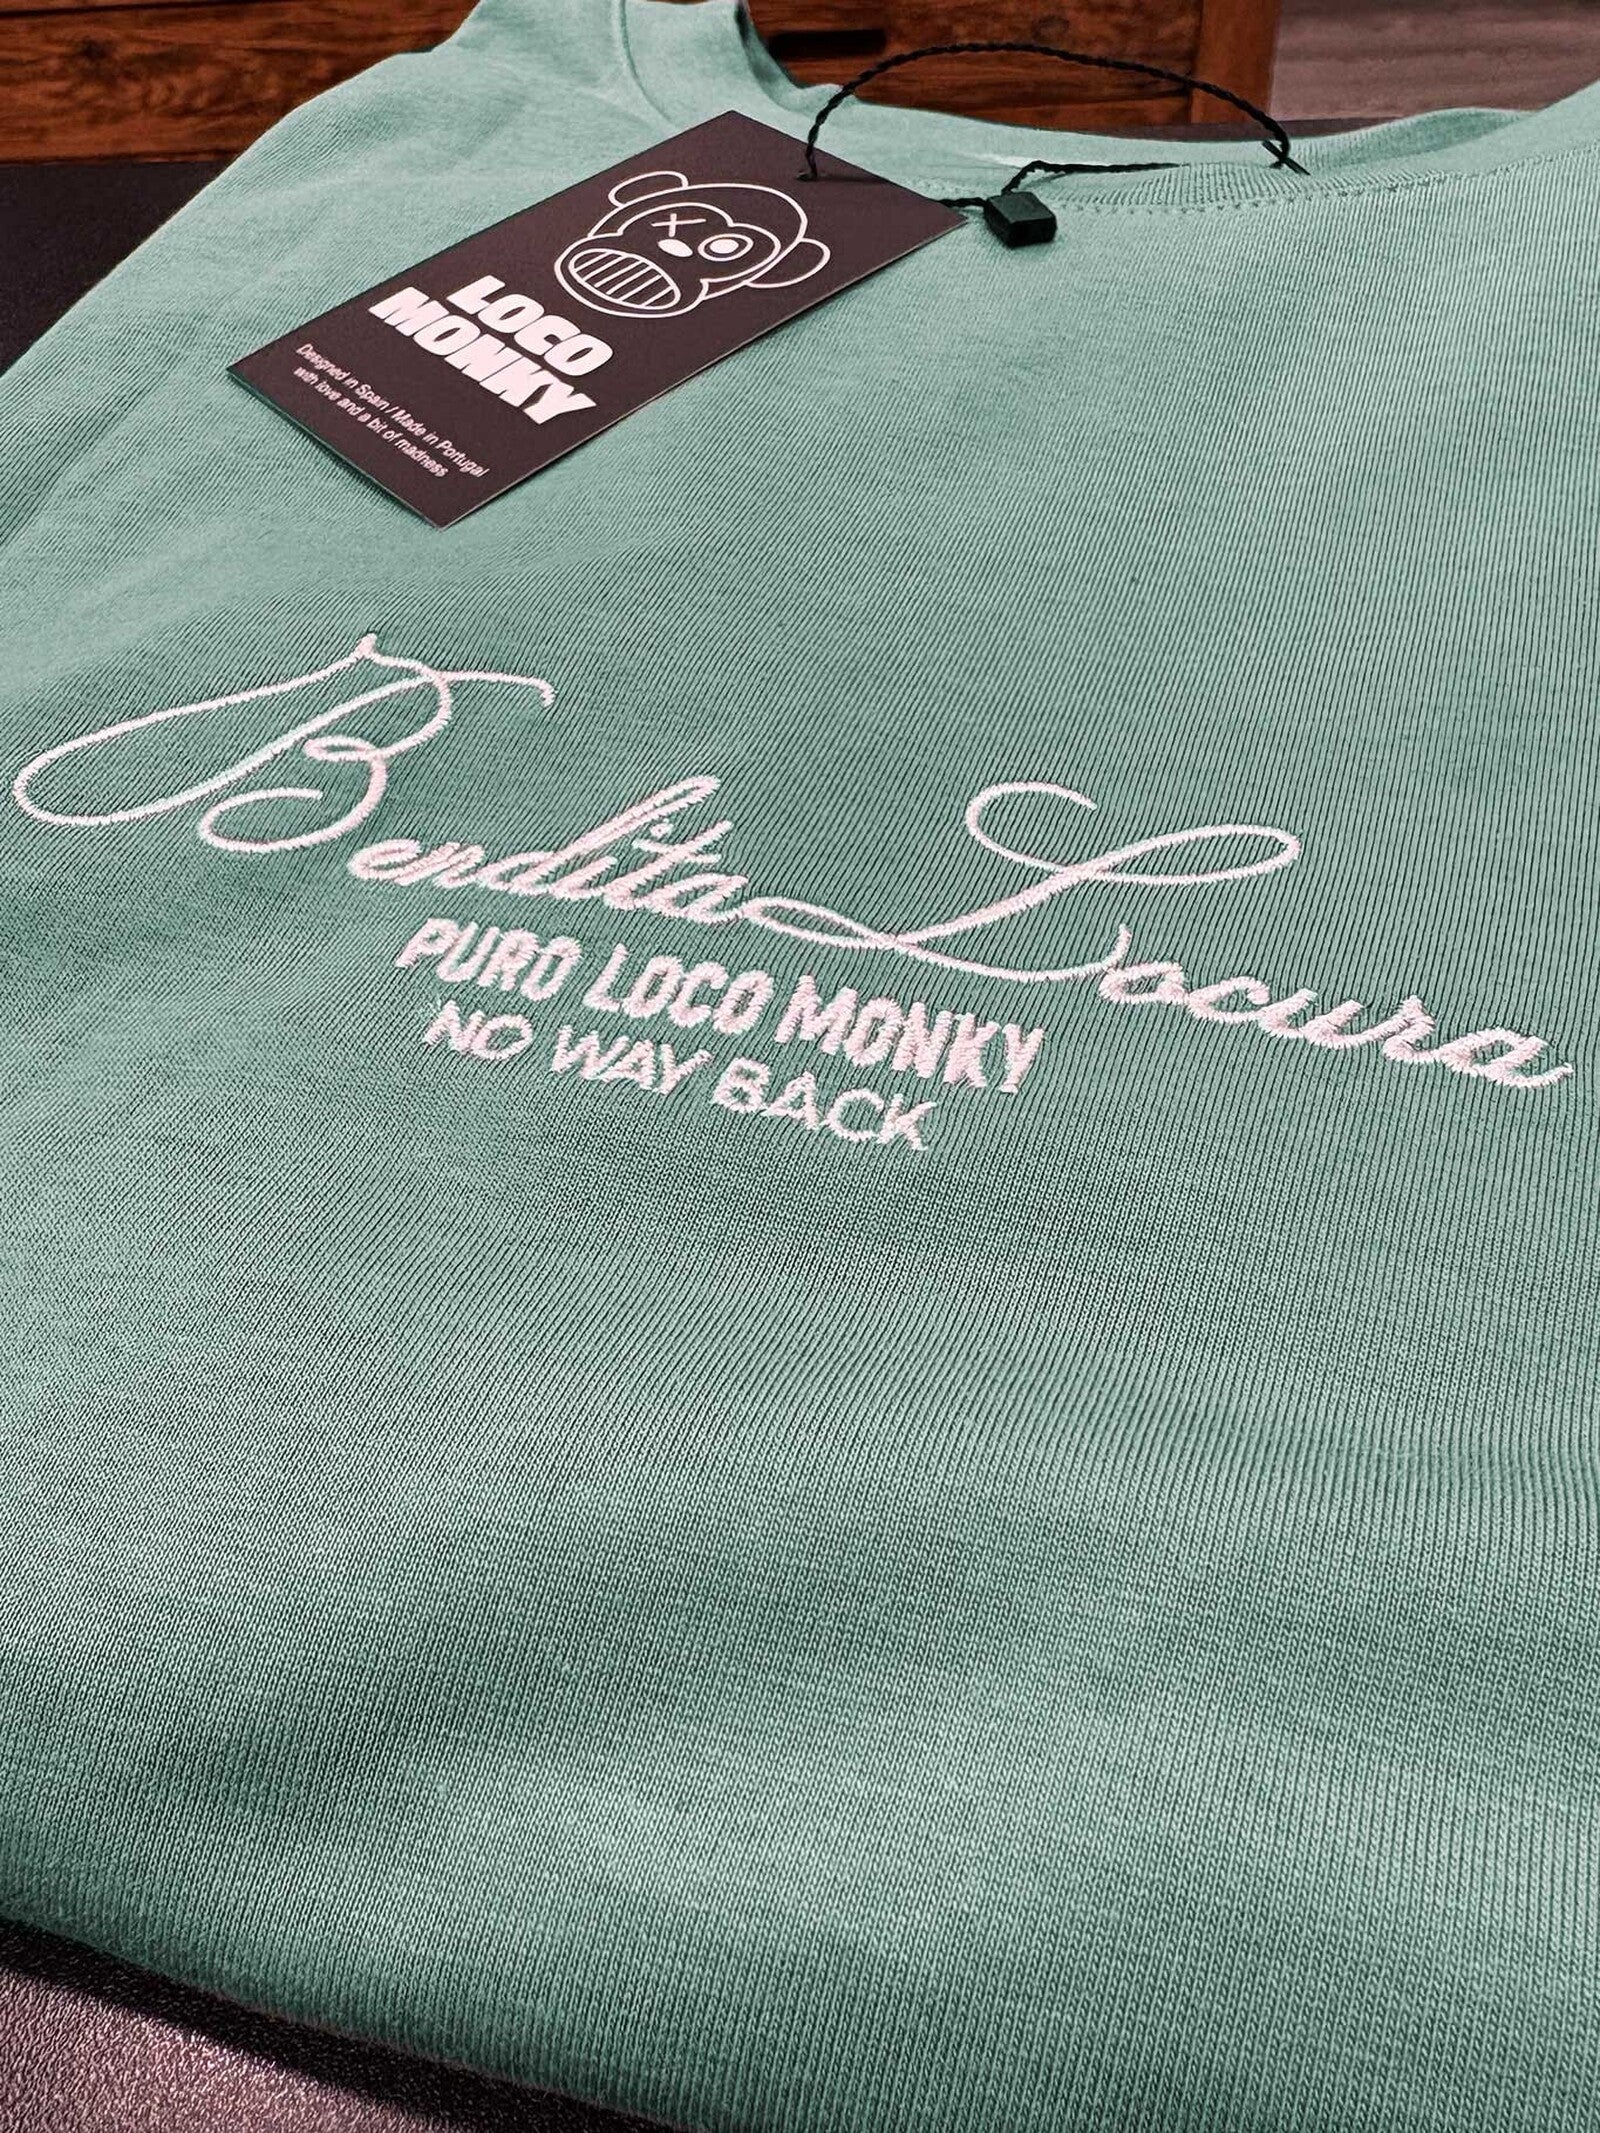 LOCO
MONKY
Designed in Spain / Made in Portugal
with love and a bit of madness
Bendita Locura
PURO LOCO MONKY
NO WAY BACK